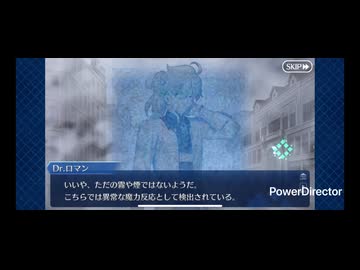 SKIP
Dr.ロマン
いいや、ただの霧や煙ではないようだ。
こちらでは異常な魔力反応として検出されている。
PowerDirector